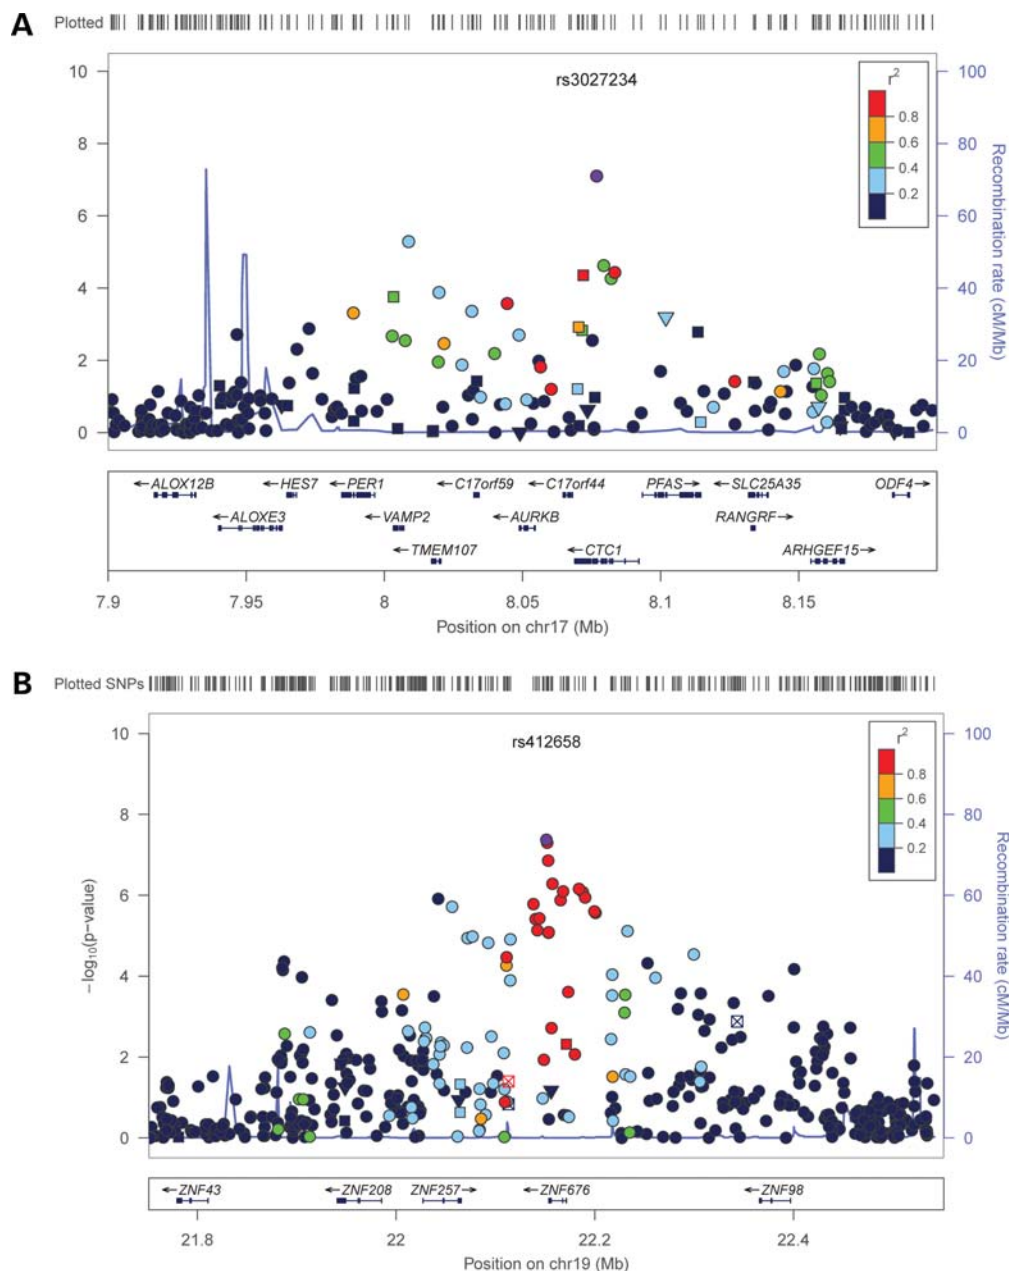 A Plotted
rs3027234
r2
0.8
0.6
0.4
0.2
10
8
6
4
2
0
100
80
60
40
20
0
Recombination rate (cM/Mb)
←ALOX12B ←HES7 ←PER1 ←C17orf59 ←C17orf44 PFAS→ ←SLC25A35 ODF4→
←ALOXE3 ←VAMP2 ←AURKB RANGRF→
←TMEM107 ←CTC1 ARHGEF15→
7.9 7.95 8 8.05 8.1 8.15
Position on chr17 (Mb)
B Plotted SNPs
rs412658
r2
0.8
0.6
0.4
0.2
10
8
6
4
2
0
−log10(p−value)
100
80
60
40
20
0
Recombination rate (cM/Mb)
←ZNF43 ←ZNF208 ZNF257→ ←ZNF676 ←ZNF98
21.8 22 22.2 22.4
Position on chr19 (Mb)